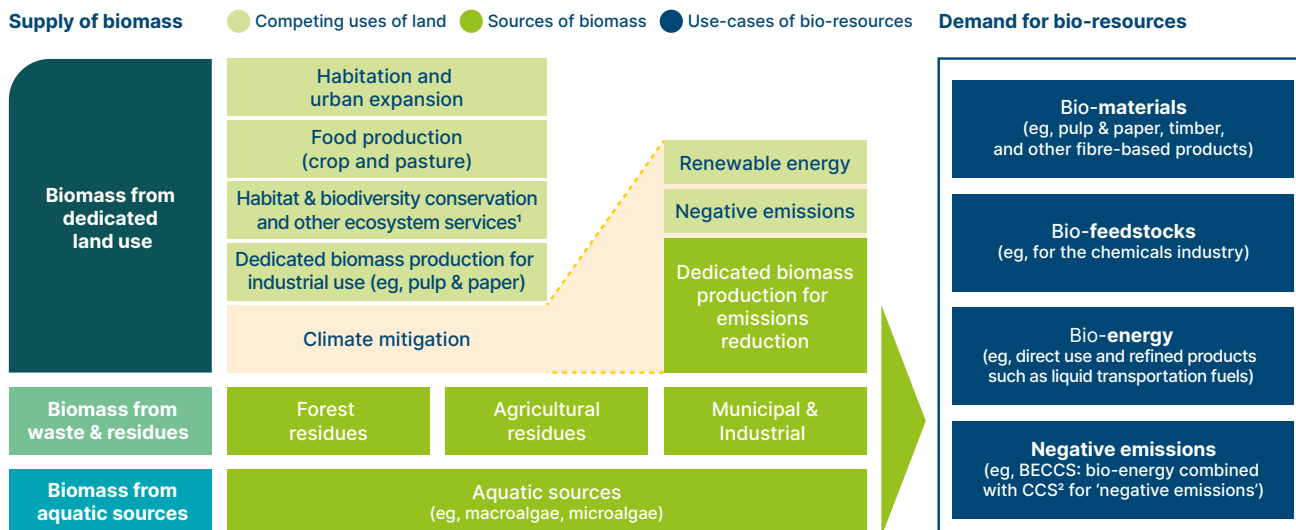 Supply of biomass
Competing uses of land
Sources of biomass
Use-cases of bio-resources
Demand for bio-resources
Biomass from
dedicated
land use
Habitation and
urban expansion
Food production
(crop and pasture)
Habitat & biodiversity conservation
and other ecosystem services¹
Dedicated biomass production for
industrial use (eg, pulp & paper)
Climate mitigation
Renewable energy
Negative emissions
Dedicated biomass
production for
emissions
reduction
Biomass from
waste & residues
Forest
residues
Agricultural
residues
Municipal &
Industrial
Biomass from
aquatic sources
Aquatic sources
(eg, macroalgae, microalgae)
Bio-materials
(eg, pulp & paper, timber,
and other fibre-based products)
Bio-feedstocks
(eg, for the chemicals industry)
Bio-energy
(eg, direct use and refined products
such as liquid transportation fuels)
Negative emissions
(eg, BECCS: bio-energy combined
with CCS² for ‘negative emissions’)